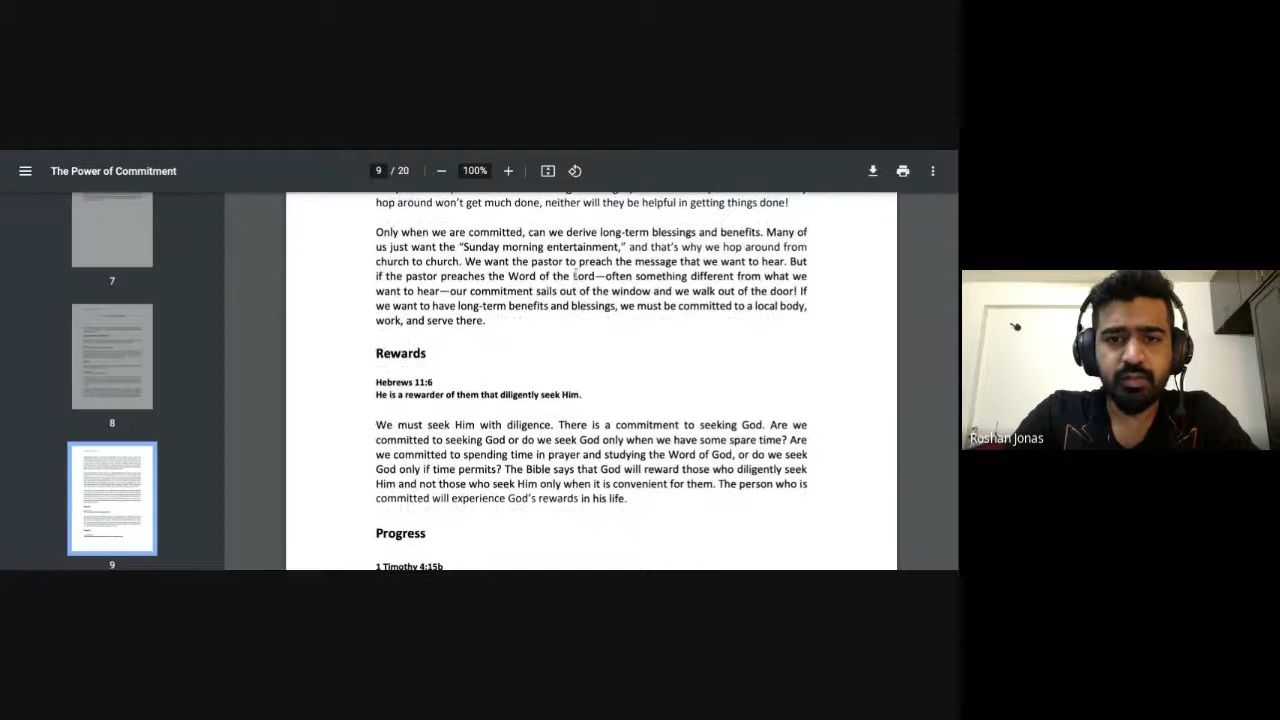 The Power of Commitment
9 / 20
100%
hop around won't get much done, neither will they be helpful in getting things done!
Only when we are committed, can we derive long-term blessings and benefits. Many of
us just want the "Sunday morning entertainment," and that's why we hop around from
church to church. We want the pastor to preach the message that we want to hear. But
if the pastor preaches the Word of the Lord—often something different from what we
want to hear—our commitment sails out of the window and we walk out of the door! If
we want to have long-term benefits and blessings, we must be committed to a local body,
work, and serve there.
Rewards
Hebrews 11:6
He is a rewarder of them that diligently seek Him.
We must seek Him with diligence. There is a commitment to seeking God. Are we
committed to seeking God or do we seek God only when we have some spare time? Are
we committed to spending time in prayer and studying the Word of God, or do we seek
God only if time permits? The Bible says that God will reward those who diligently seek
Him and not those who seek Him only when it is convenient for them. The person who is
committed will experience God's rewards in his life.
Progress
1 Timothy 4:15b
7
8
9
Roshan Jonas